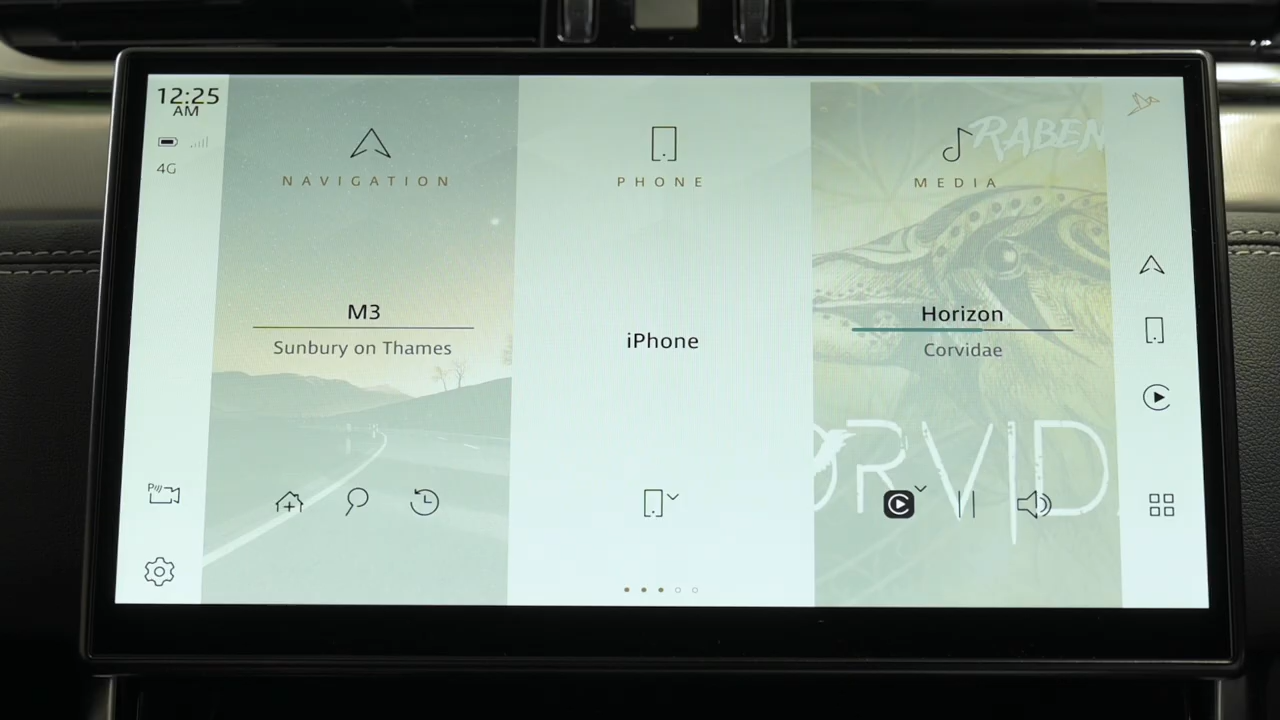 12:25
AM
4G
NAVIGATION
M3
Sunbury on Thames
PHONE
iPhone
MEDIA
RABEN
Horizon
Corvidae
ORVID
P